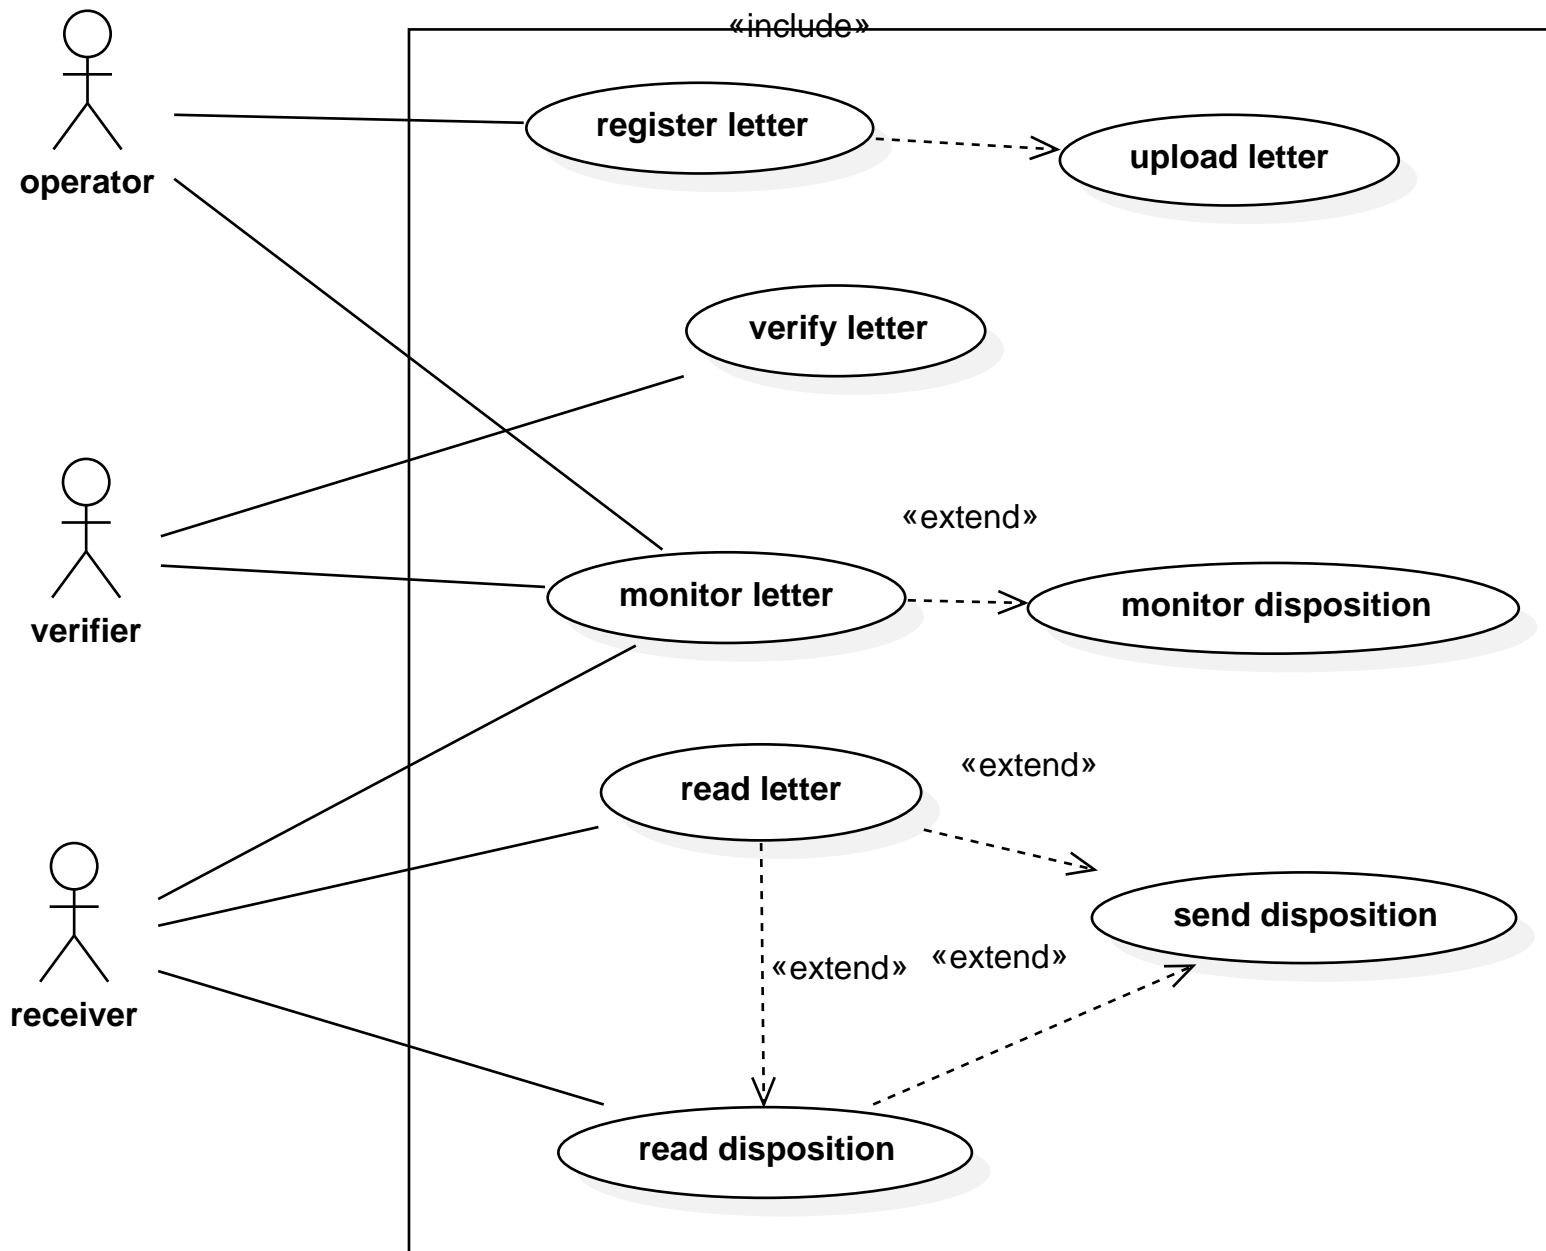 «include»
register letter
upload letter
operator
verify letter
«extend»
monitor letter
monitor disposition
verifier
«extend»
read letter
send disposition
«extend»
«extend»
receiver
read disposition